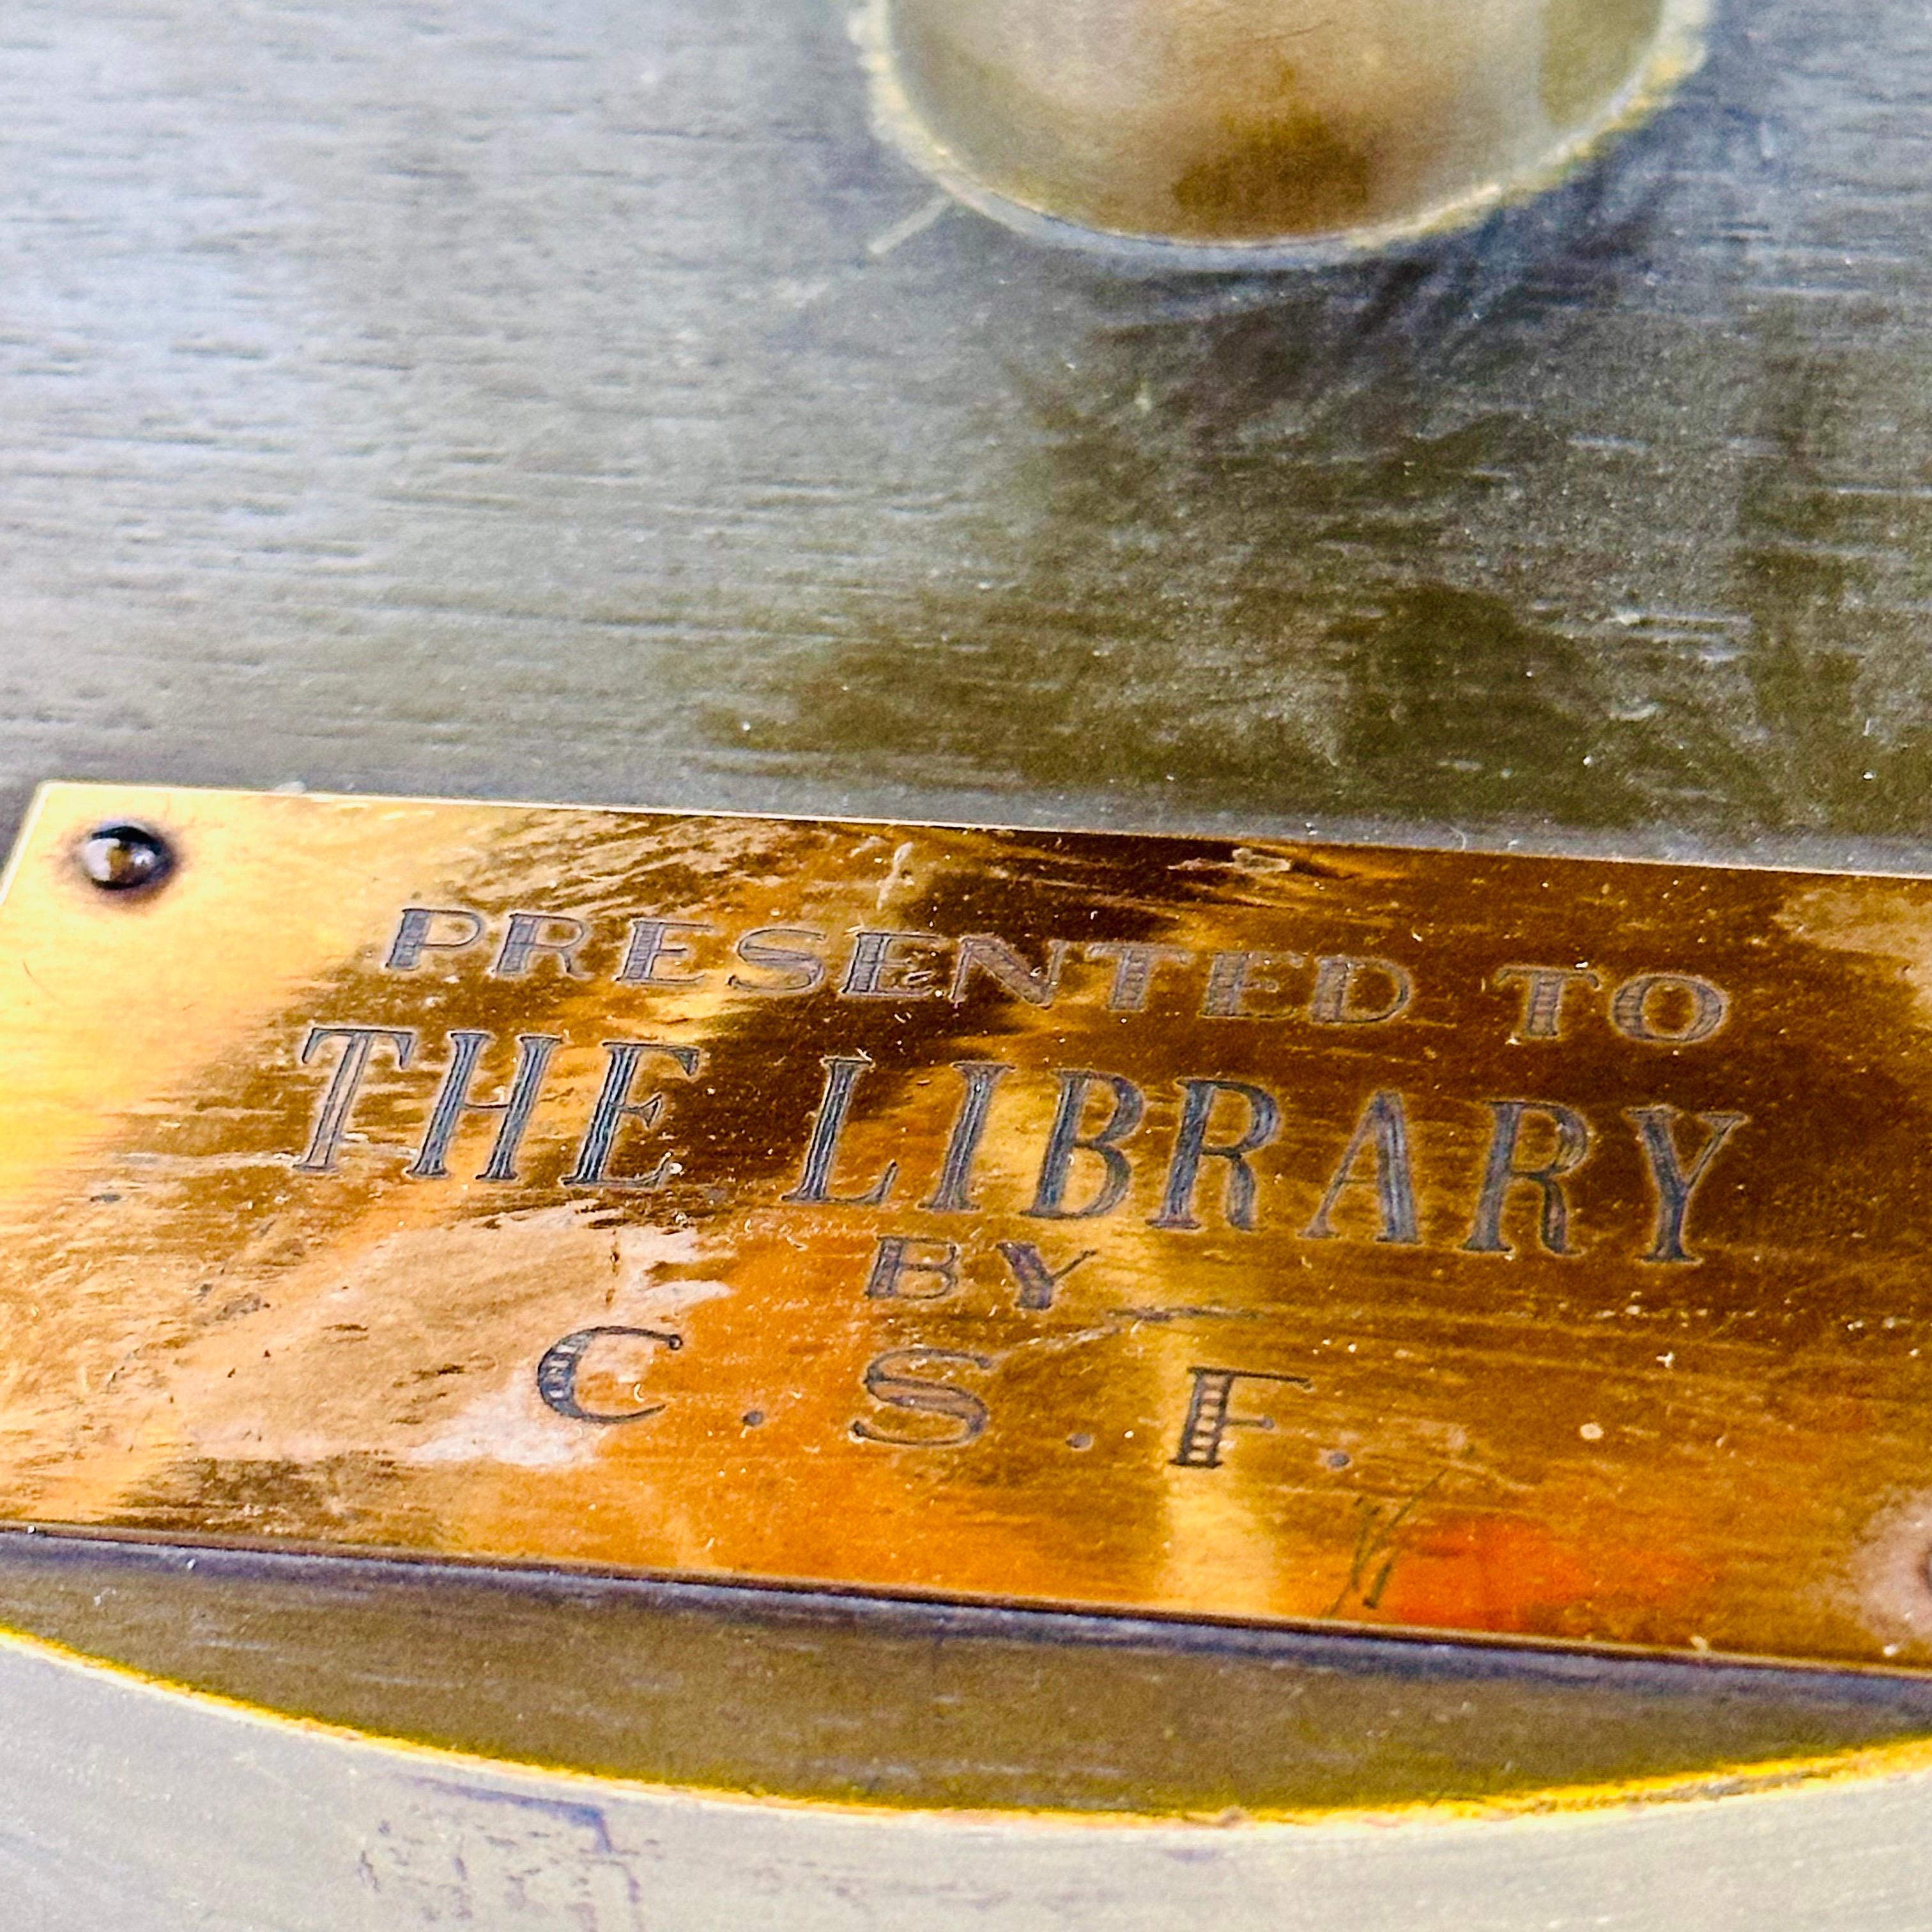 PRESENTED TO
THE LIBRARY
BY
C. S. F.